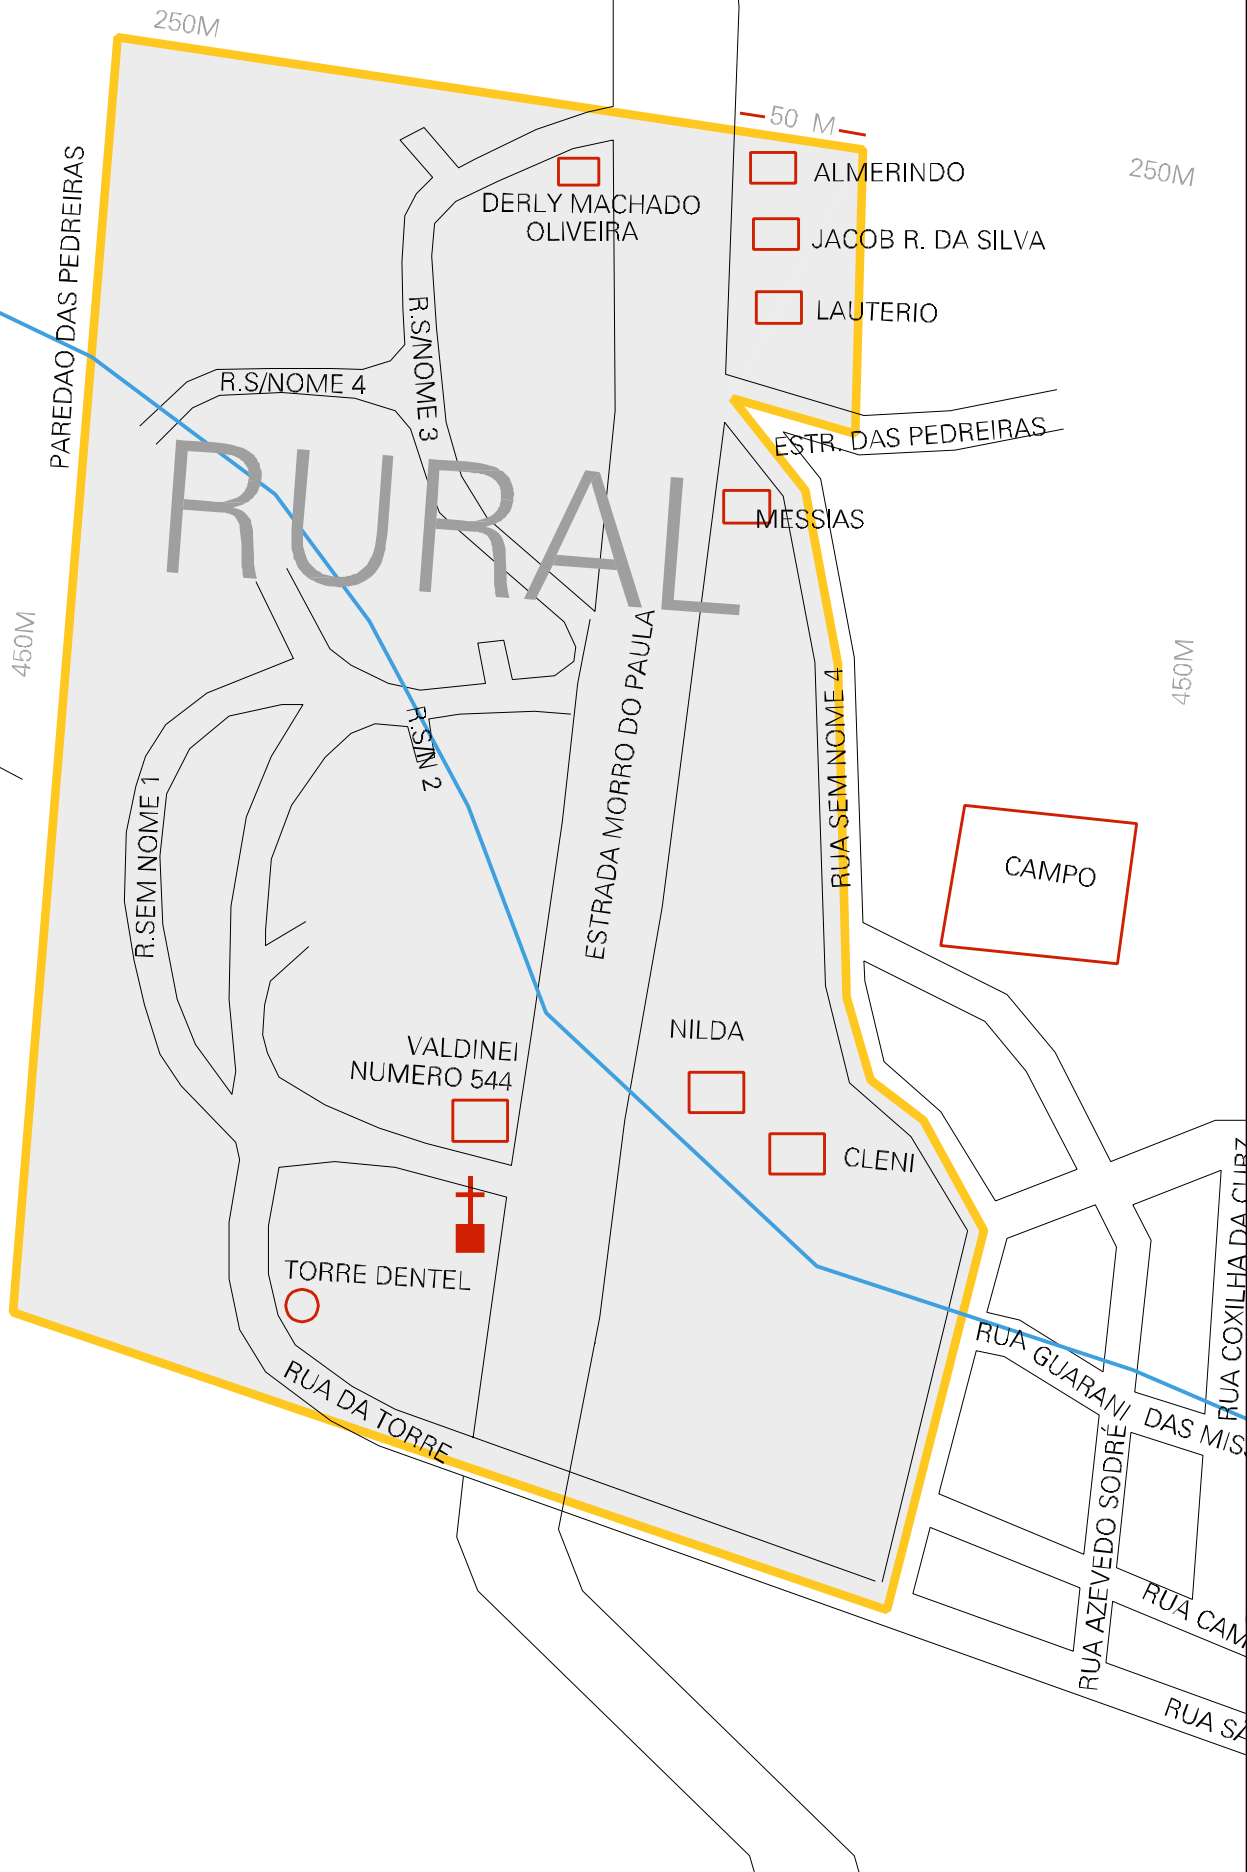 250M
50 M
ALMERINDO
250M
DERLY MACHADO
OLIVEIRA
JACOB R. DA SILVA
PAREDAO DAS PEDREIRAS
LAUTERIO
R.S/NOME 3
R.S/NOME 4
ESTR. DAS PEDREIRAS
RURAL
MESSIAS
450M
450M
ESTRADA MORRO DO PAULA
RUA SEM NOME 4
R.S/N 2
R.SEM NOME 1
CAMPO
NILDA
VALDINEI
NUMERO 544
CLENI
RUA COXILHA DA CURZ
TORRE DENTEL
RUA GUARANI DAS MIS
RUA DA TORRE
RUA AZEVEDO SODRÉ
RUA CAM
RUA SA